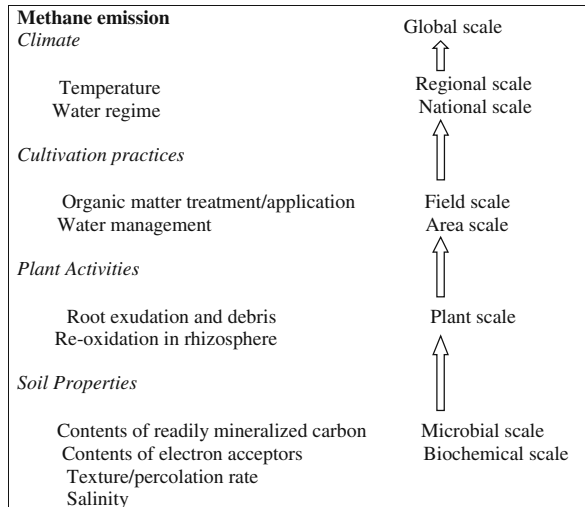 Methane emission
Global scale
Climate
Temperature Regional scale
Water regime National scale
Cultivation practices
Organic matter treatment/application Field scale
Water management Area scale
Plant Activities
Root exudation and debris Plant scale
Re-oxidation in rhizosphere
Soil Properties
Contents of readily mineralized carbon Microbial scale
Contents of electron acceptors Biochemical scale
Texture/percolation rate
Salinity